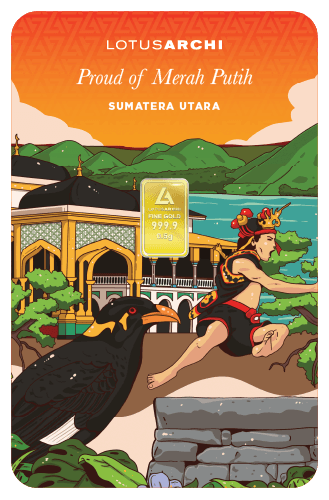 LOTUSARCHI
Proud of Merah Putih
SUMATERA UTARA
FINE GOLD
999.9